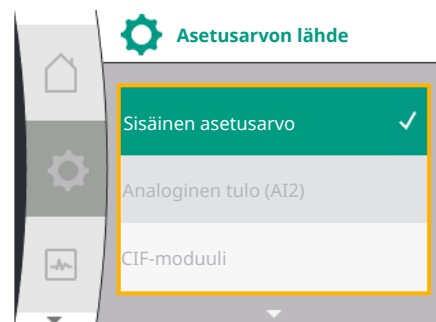 Asetusarvon lähde
Sisäinen asetusarvo
Analoginen tulo (AI2)
CIF-moduuli